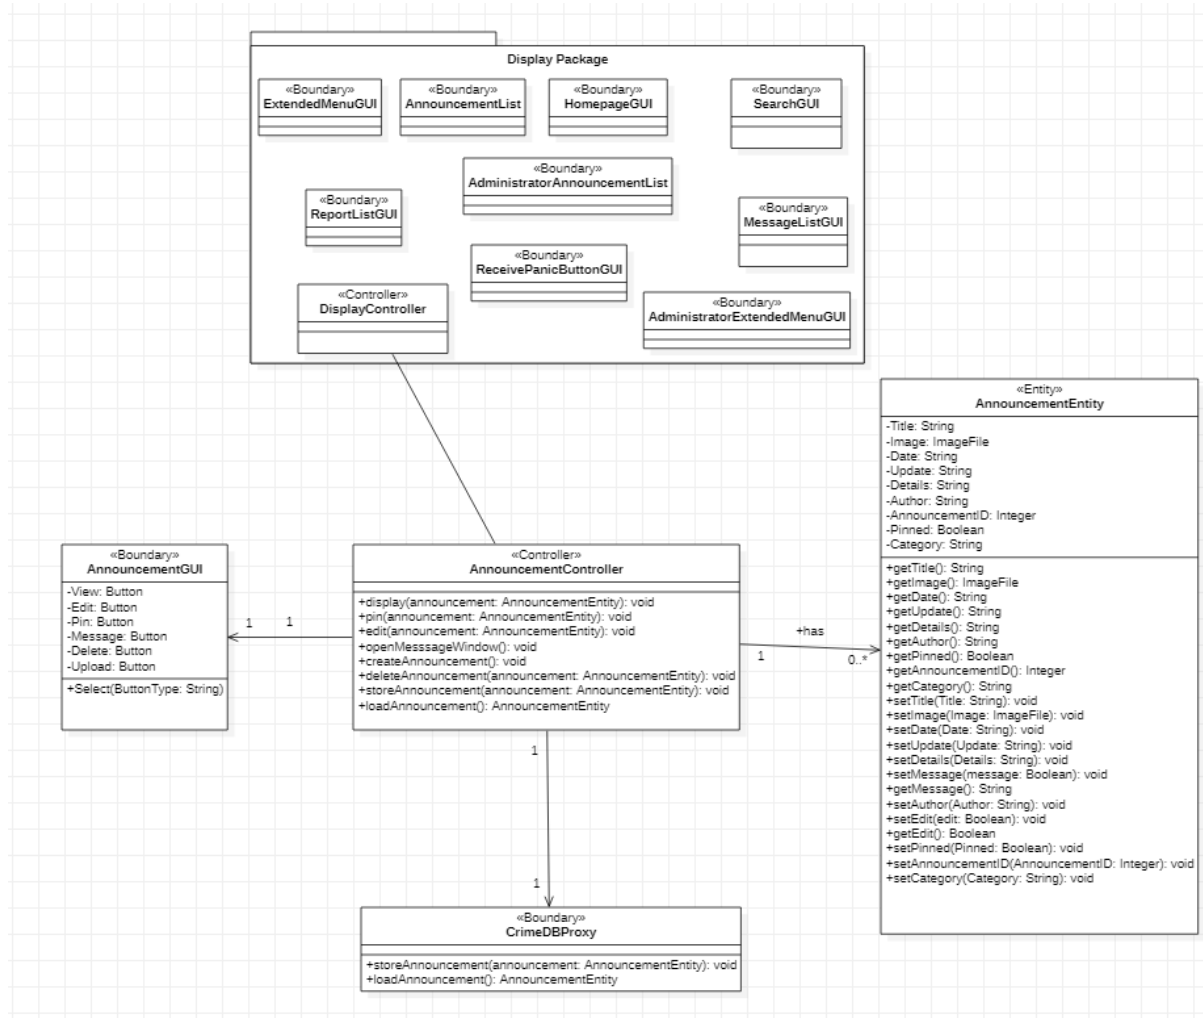 Display Package
«Boundary»
ExtendedMenuGUI
«Boundary»
AnnouncementList
«Boundary»
HomepageGUI
«Boundary»
SearchGUI
«Boundary»
AdministratorAnnouncementList
«Boundary»
ReportListGUI
«Boundary»
MessageListGUI
«Boundary»
ReceivePanicButtonGUI
«Controller»
DisplayController
«Boundary»
AdministratorExtendedMenuGUI
«Entity»
AnnouncementEntity
-Title: String
-Image: ImageFile
-Date: String
-Update: String
-Details: String
-Author: String
-AnnouncementID: Integer
-Pinned: Boolean
-Category: String
+getTitle(): String
+getImage(): ImageFile
+getDate(): String
+getUpdate(): String
+getDetails(): String
+getAuthor(): String
+getPinned(): Boolean
+getAnnouncementID(): Integer
+getCategory(): String
+setTitle(Title: String): void
+setImage(Image: ImageFile): void
+setDate(Date: String): void
+setUpdate(Update: String): void
+setDetails(Details: String): void
+setMessage(message: Boolean): void
+getMessage(): String
+setAuthor(Author: String): void
+setEdit(edit: Boolean): void
+getEdit(): Boolean
+setPinned(Pinned: Boolean): void
+setAnnouncementID(AnnouncementID: Integer): void
+setCategory(Category: String): void
«Boundary»
AnnouncementGUI
-View: Button
-Edit: Button
-Pin: Button
-Message: Button
-Delete: Button
-Upload: Button
+Select(ButtonType: String)
1
1
«Controller»
AnnouncementController
+display(announcement: AnnouncementEntity): void
+pin(announcement: AnnouncementEntity): void
+edit(announcement: AnnouncementEntity): void
+openMesssageWindow(): void
+createAnnouncement(): void
+deleteAnnouncement(announcement: AnnouncementEntity): void
+storeAnnouncement(announcement: AnnouncementEntity): void
+loadAnnouncement(): AnnouncementEntity
+has
1
0..*
1
1
«Boundary»
CrimeDBProxy
+storeAnnouncement(announcement: AnnouncementEntity): void
+loadAnnouncement(): AnnouncementEntity